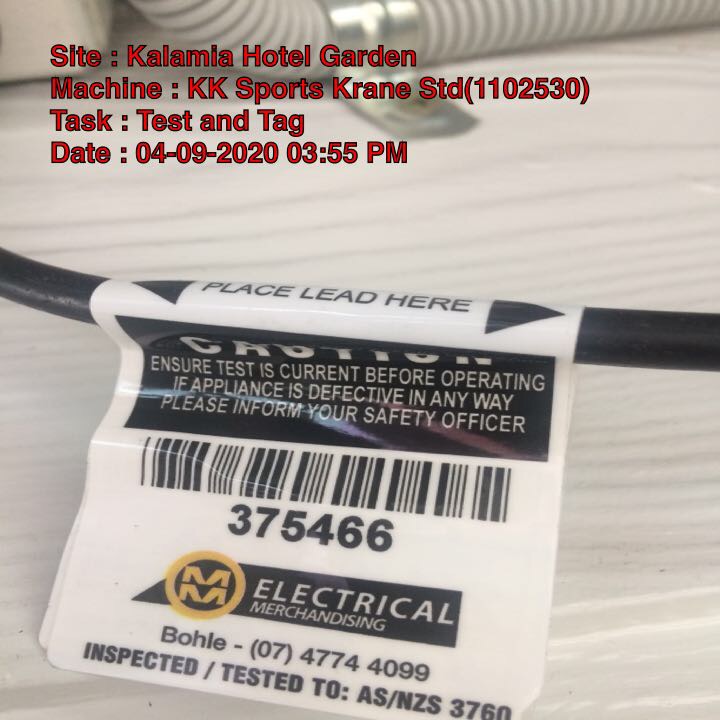 Site : Kalamia Hotel Garden
Machine : KK Sports Krane Std(1102530)
Task : Test and Tag
Date : 04-09-2020 03:55 PM
PLACE LEAD HERE
CAUTION
ENSURE TEST IS CURRENT BEFORE OPERATING
IF APPLIANCE IS DEFECTIVE IN ANY WAY
PLEASE INFORM YOUR SAFETY OFFICER
375466
MM ELECTRICAL
MERCHANDISING
Bohle - (07) 4774 4099
INSPECTED / TESTED TO: AS/NZS 3760